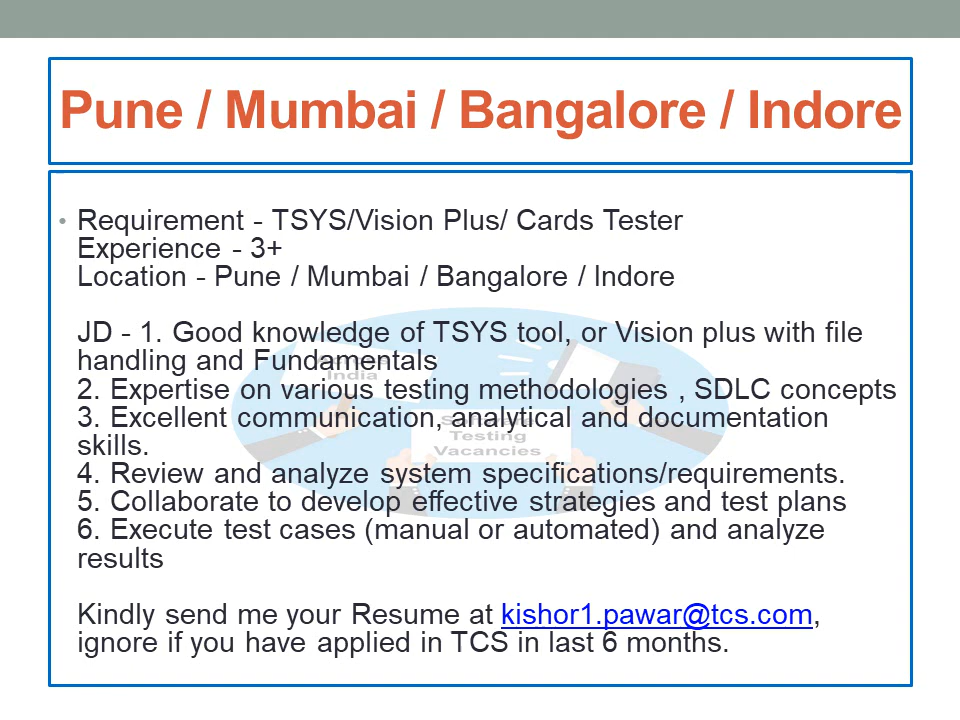 Pune / Mumbai / Bangalore / Indore
• Requirement - TSYS/Vision Plus/ Cards Tester
Experience - 3+
Location - Pune / Mumbai / Bangalore / Indore
JD - 1. Good knowledge of TSYS tool, or Vision plus with file
handling and Fundamentals
India
2. Expertise on various testing methodologies , SDLC concepts
3. Excellent communication, analytical and documentation
skills.
Software
Testing
Vacancies
4. Review and analyze system specifications/requirements.
5. Collaborate to develop effective strategies and test plans
6. Execute test cases (manual or automated) and analyze
results
Kindly send me your Resume at kishor1.pawar@tcs.com,
ignore if you have applied in TCS in last 6 months.